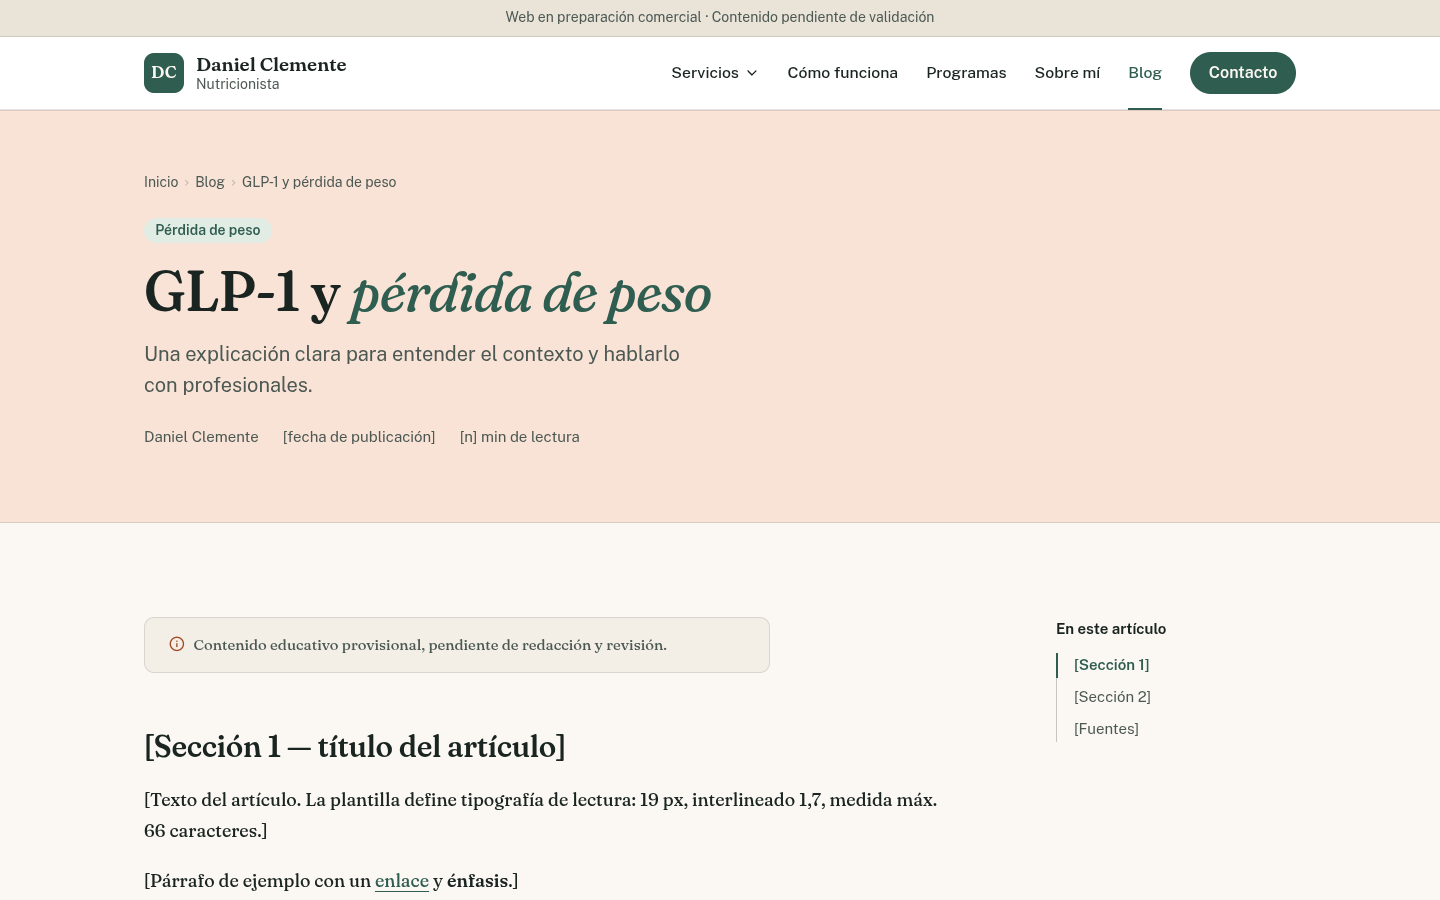 Web en preparación comercial · Contenido pendiente de validación
DC
Daniel Clemente
Nutricionista
Servicios
Cómo funciona
Programas
Sobre mí
Blog
Contacto
Inicio › Blog › GLP-1 y pérdida de peso
Pérdida de peso
GLP-1 y pérdida de peso
Una explicación clara para entender el contexto y hablarlo
con profesionales.
Daniel Clemente [fecha de publicación] [n] min de lectura
Contenido educativo provisional, pendiente de redacción y revisión.
[Sección 1 — título del artículo]
[Texto del artículo. La plantilla define tipografía de lectura: 19 px, interlineado 1,7, medida máx.
66 caracteres.]
[Párrafo de ejemplo con un enlace y énfasis.]
En este artículo
[Sección 1]
[Sección 2]
[Fuentes]